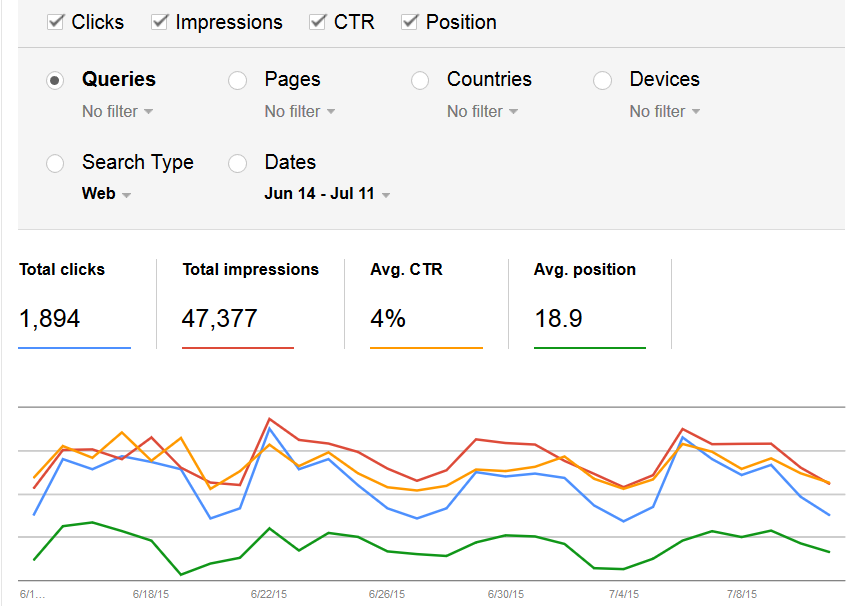 Clicks Impressions CTR Position
Queries Pages Countries Devices
No filter No filter No filter No filter
Search Type Dates
Web Jun 14 - Jul 11
Total clicks Total impressions Avg. CTR Avg. position
1,894 47,377 4% 18.9
6/1... 6/18/15 6/22/15 6/26/15 6/30/15 7/4/15 7/8/15